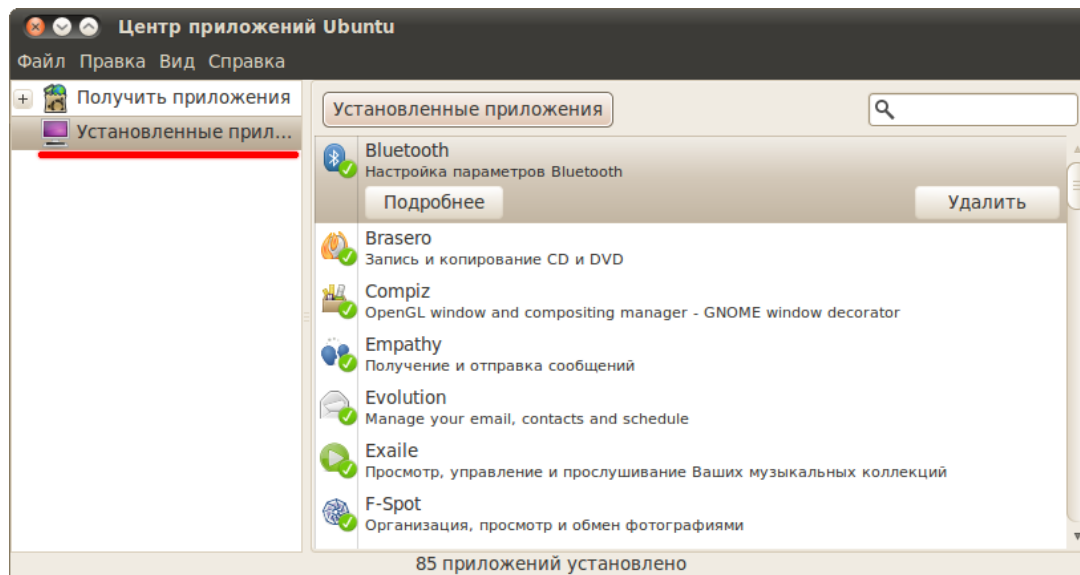 Центр приложений Ubuntu
Файл Правка Вид Справка
Получить приложения
Установленные прил...
Установленные приложения
Bluetooth
Настройка параметров Bluetooth
Подробнее
Удалить
Brasero
Запись и копирование CD и DVD
Compiz
OpenGL window and compositing manager - GNOME window decorator
Empathy
Получение и отправка сообщений
Evolution
Manage your email, contacts and schedule
Exaile
Просмотр, управление и прослушивание Ваших музыкальных коллекций
F-Spot
Организация, просмотр и обмен фотографиями
85 приложений установлено